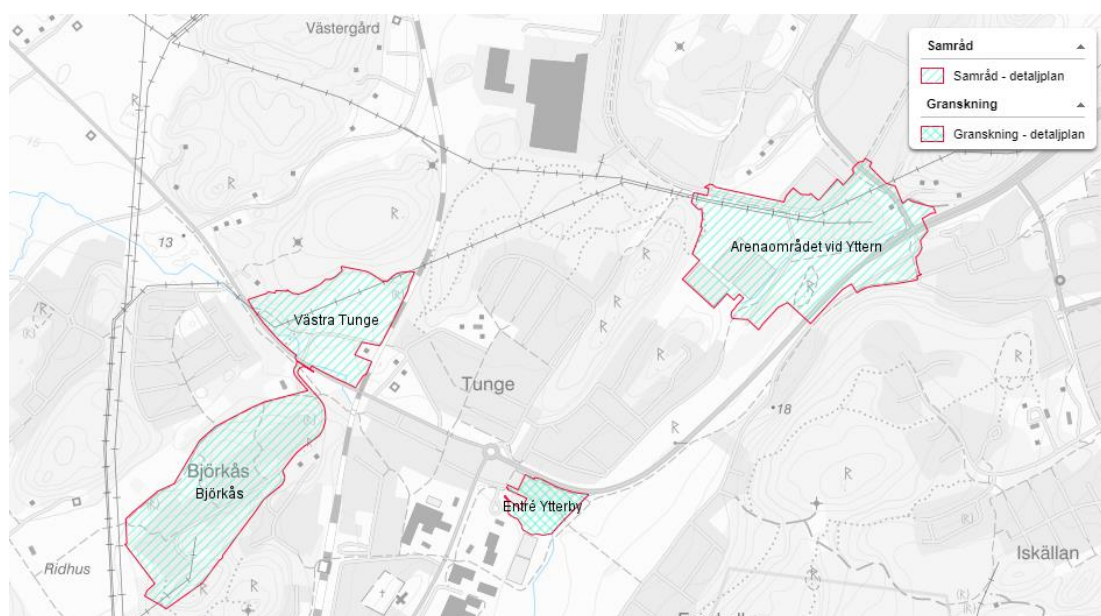 Västergård
Samråd
Samråd - detaljplan
Granskning
Granskning - detaljplan
R
R
15
R
13
Arenaområdet vid Yttern
R
(R)
R
(R)
Västra Tunge
R
R
R
Tunge
R
18
(R)
R
Björkås
Björkås
R
Entré Ytterby
R
R
(R)
(R)
Iskällan
Ridhus
R
R